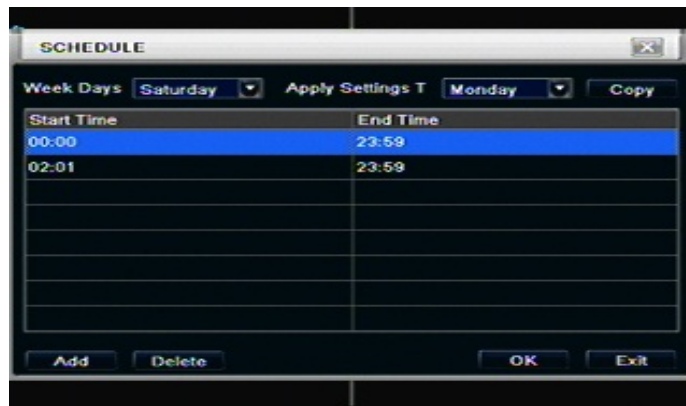 SCHEDULE
Week Days Saturday Apply Settings T Monday Copy
Start Time End Time
00:00 23:59
02:01 23:59
Add Delete OK Exit